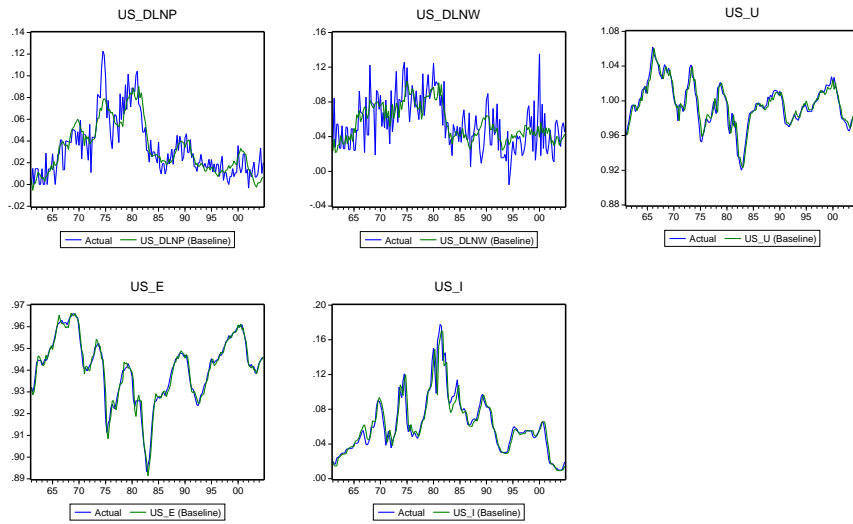 US_DLNP
.14
.12
.10
.08
.06
.04
.02
.00
-.02
65 70 75 80 85 90 95 00
Actual US_DLNP (Baseline)
US_DLNW
.16
.12
.08
.04
.00
-.04
65 70 75 80 85 90 95 00
Actual US_DLNW (Baseline)
US_U
1.08
1.04
1.00
0.96
0.92
0.88
65 70 75 80 85 90 95 00
Actual US_U (Baseline)
US_E
.97
.96
.95
.94
.93
.92
.91
.90
.89
65 70 75 80 85 90 95 00
Actual US_E (Baseline)
US_I
.20
.16
.12
.08
.04
.00
65 70 75 80 85 90 95 00
Actual US_I (Baseline)